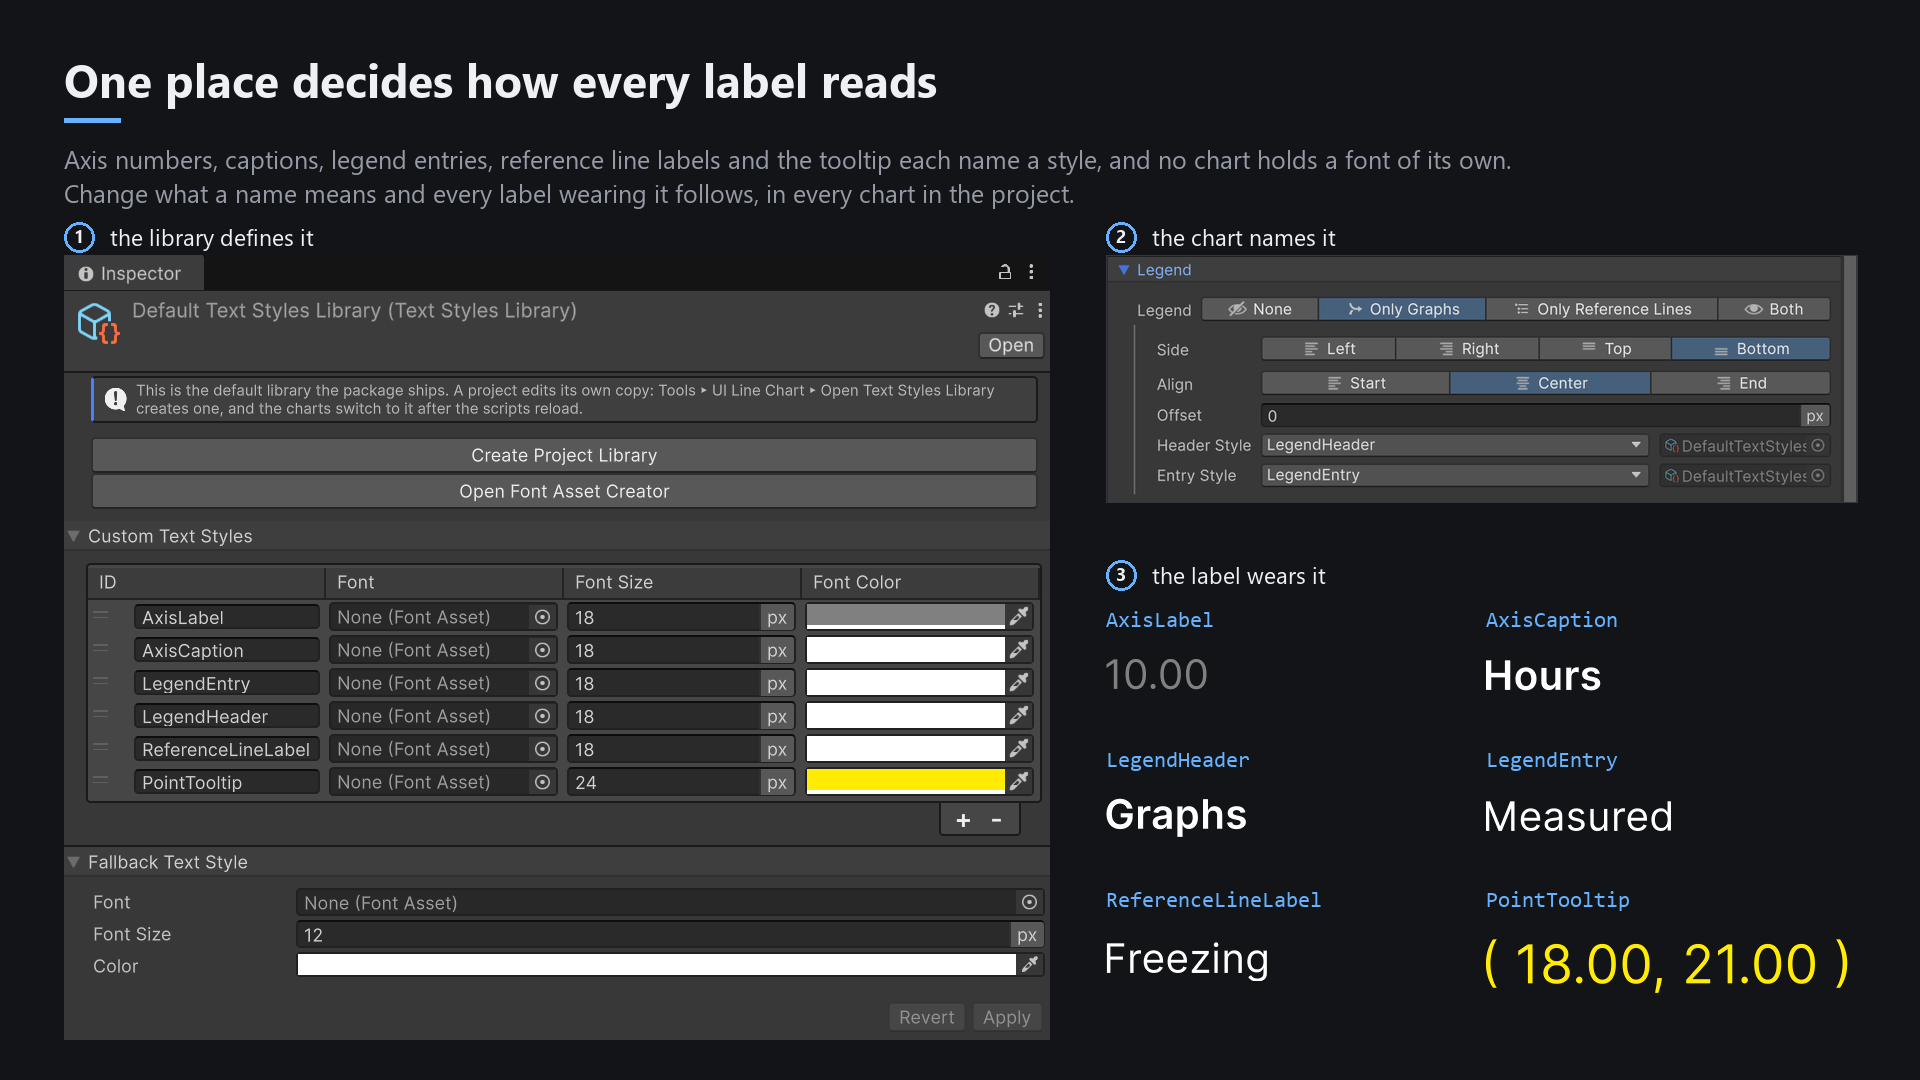 One place decides how every label reads
Axis numbers, captions, legend entries, reference line labels and the tooltip each name a style, and no chart holds a font of its own.
Change what a name means and every label wearing it follows, in every chart in the project.
1 the library defines it
Inspector
Default Text Styles Library (Text Styles Library)
Open
This is the default library the package ships. A project edits its own copy: Tools ▸ UI Line Chart ▸ Open Text Styles Library
creates one, and the charts switch to it after the scripts reload.
Create Project Library
Open Font Asset Creator
Custom Text Styles
ID Font Font Size Font Color
AxisLabel None (Font Asset) 18 px
AxisCaption None (Font Asset) 18 px
LegendEntry None (Font Asset) 18 px
LegendHeader None (Font Asset) 18 px
ReferenceLineLabel None (Font Asset) 18 px
PointTooltip None (Font Asset) 24 px
+ -
Fallback Text Style
Font None (Font Asset)
Font Size 12 px
Color
Revert Apply
2 the chart names it
Legend
Legend None Only Graphs Only Reference Lines Both
Side Left Right Top Bottom
Align Start Center End
Offset 0 px
Header Style LegendHeader DefaultTextStyles
Entry Style LegendEntry DefaultTextStyles
3 the label wears it
AxisLabel AxisCaption
10.00 Hours
LegendHeader LegendEntry
Graphs Measured
ReferenceLineLabel PointTooltip
Freezing ( 18.00, 21.00 )